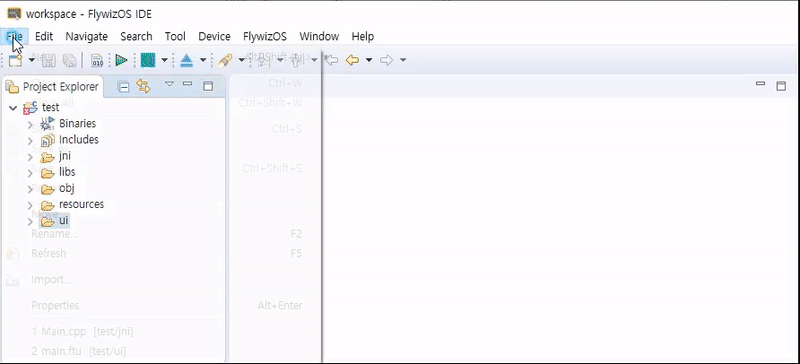 workspace - FlywizOS IDE
File Edit Navigate Search Tool Device FlywizOS Window Help
Project Explorer
Ctrl+W
Ctrl+Shift+W
Ctrl+S
Ctrl+Shift+S
test
Binaries
Includes
jni
libs
obj
resources
ui
Rename... F2
Refresh F5
Import...
Properties Alt+Enter
1 Main.cpp [test/jni]
2 main.ftu [test/ui]